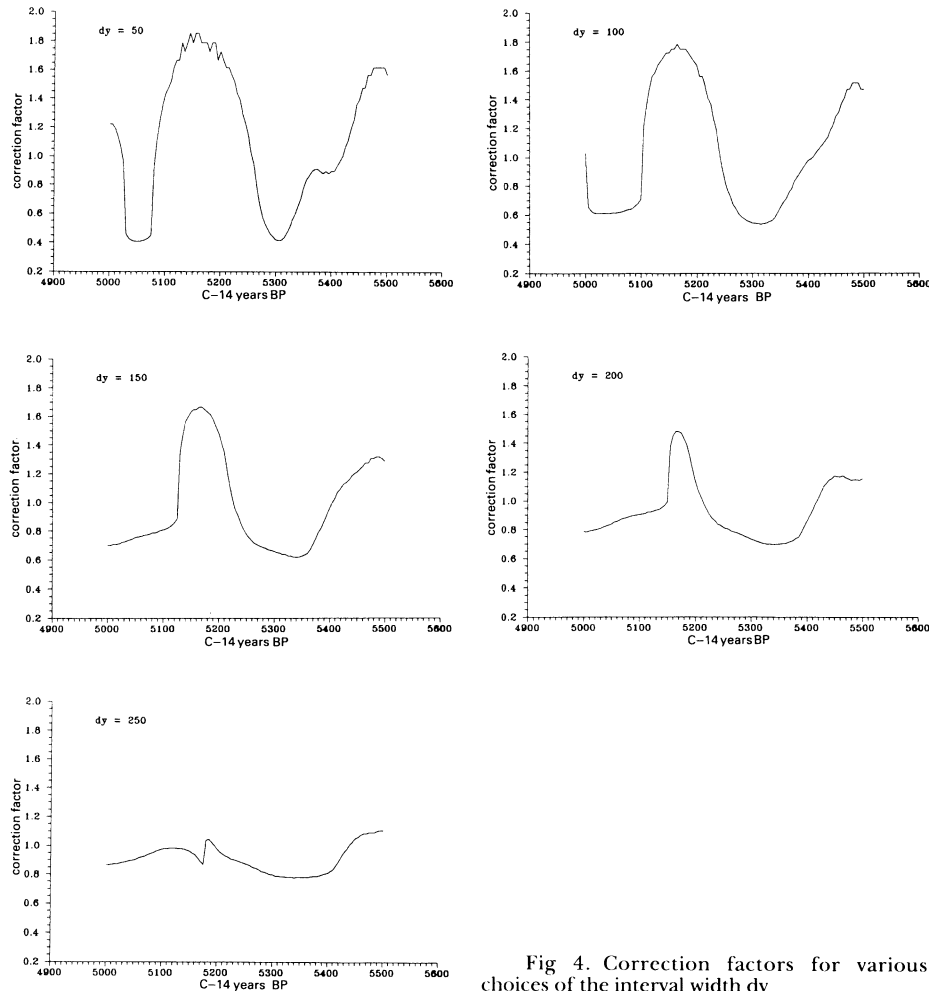 dy = 50
correction factor
2.0
1.8
1.6
1.4
1.2
1.0
0.8
0.6
0.4
0.2
4900 5000 5100 5200 5300 5400 5500 5600
C-14 years BP
dy = 100
correction factor
2.0
1.8
1.6
1.4
1.2
1.0
0.8
0.6
0.4
0.2
4900 5000 5100 5200 5300 5400 5500 5600
C-14 years BP
dy = 150
correction factor
2.0
1.8
1.6
1.4
1.2
1.0
0.8
0.6
0.4
0.2
4900 5000 5100 5200 5300 5400 5500 5600
C-14 years BP
dy = 200
correction factor
2.0
1.8
1.6
1.4
1.2
1.0
0.8
0.6
0.4
0.2
4900 5000 5100 5200 5300 5400 5500 5600
C-14 years BP
dy = 250
correction factor
2.0
1.8
1.6
1.4
1.2
1.0
0.8
0.6
0.4
0.2
4900 5000 5100 5200 5300 5400 5500 5600
C-14 years BP
Fig 4. Correction factors for various
choices of the interval width dy